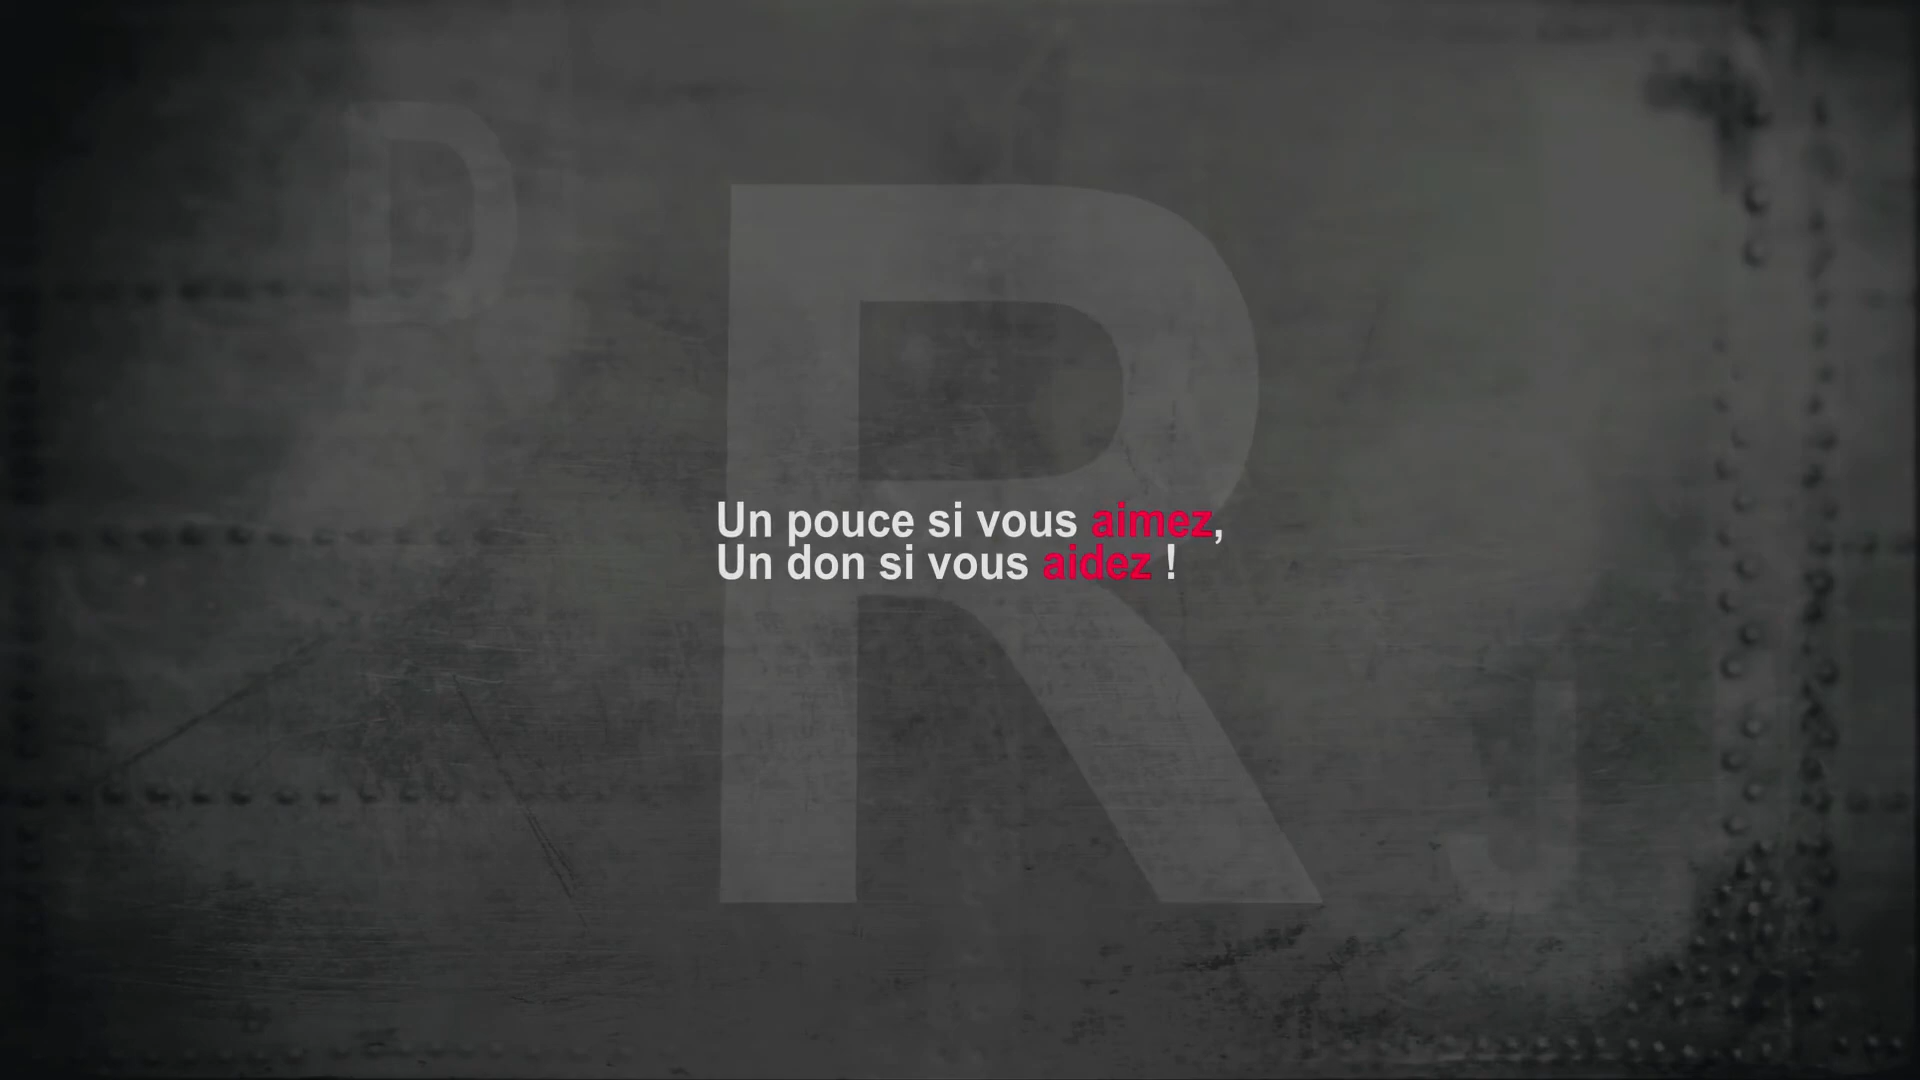 D
R
Un pouce si vous aimez,
Un don si vous aidez !
J